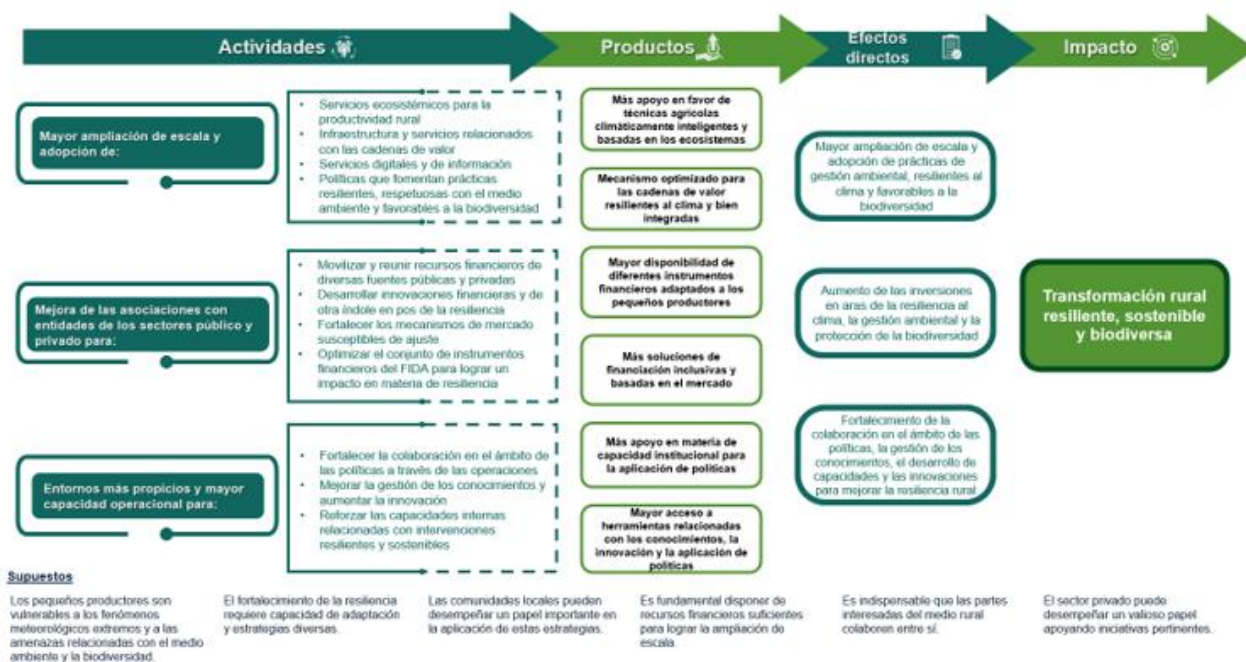 Actividades
Productos
Efectos
directos
Impacto
Mayor ampliación de escala y
adopción de:
• Servicios ecosistémicos para la
productividad rural
• Infraestructura y servicios relacionados
con las cadenas de valor
• Servicios digitales y de información
• Políticas que fomentan prácticas
resilientes, respetuosas con el medio
ambiente y favorables a la biodiversidad
Más apoyo en favor de
técnicas agrícolas
climáticamente inteligentes y
basadas en los ecosistemas
Mecanismo optimizado para
las cadenas de valor
resilientes al clima y bien
integradas
Mayor ampliación de escala y
adopción de prácticas de
gestión ambiental, resilientes al
clima y favorables a la
biodiversidad
Mejora de las asociaciones con
entidades de los sectores público y
privado para:
• Movilizar y reunir recursos financieros de
diversas fuentes públicas y privadas
• Desarrollar innovaciones financieras y de
otra índole en pos de la resiliencia
• Fortalecer los mecanismos de mercado
susceptibles de ajuste
• Optimizar el conjunto de instrumentos
financieros del FIDA para lograr un
impacto en materia de resiliencia
Mayor disponibilidad de
diferentes instrumentos
financieros adaptados a los
pequeños productores
Más soluciones de
financiación inclusivas y
basadas en el mercado
Aumento de las inversiones
en aras de la resiliencia al
clima, la gestión ambiental y la
protección de la biodiversidad
Transformación rural
resiliente, sostenible
y biodiversa
Entornos más propicios y mayor
capacidad operacional para:
• Fortalecer la colaboración en el ámbito de
las políticas a través de las operaciones
• Mejorar la gestión de los conocimientos y
aumentar la innovación
• Reforzar las capacidades internas
relacionadas con intervenciones
resilientes y sostenibles
Más apoyo en materia de
capacidad institucional para
la aplicación de políticas
Mayor acceso a
herramientas relacionadas
con los conocimientos, la
innovación y la aplicación de
políticas
Fortalecimiento de la
colaboración en el ámbito de las
políticas, la gestión de los
conocimientos, el desarrollo de
capacidades y las innovaciones
para mejorar la resiliencia rural
Supuestos
Los pequeños productores son
vulnerables a los fenómenos
meteorológicos extremos y a las
amenazas relacionadas con el medio
ambiente y la biodiversidad.
El fortalecimiento de la resiliencia
requiere capacidad de adaptación
y estrategias diversas.
Las comunidades locales pueden
desempeñar un papel importante en
la aplicación de estas estrategias.
Es fundamental disponer de
recursos financieros suficientes
para lograr la ampliación de
escala.
Es indispensable que las partes
interesadas del medio rural
colaboren entre sí.
El sector privado puede
desempeñar un valioso papel
apoyando iniciativas pertinentes.